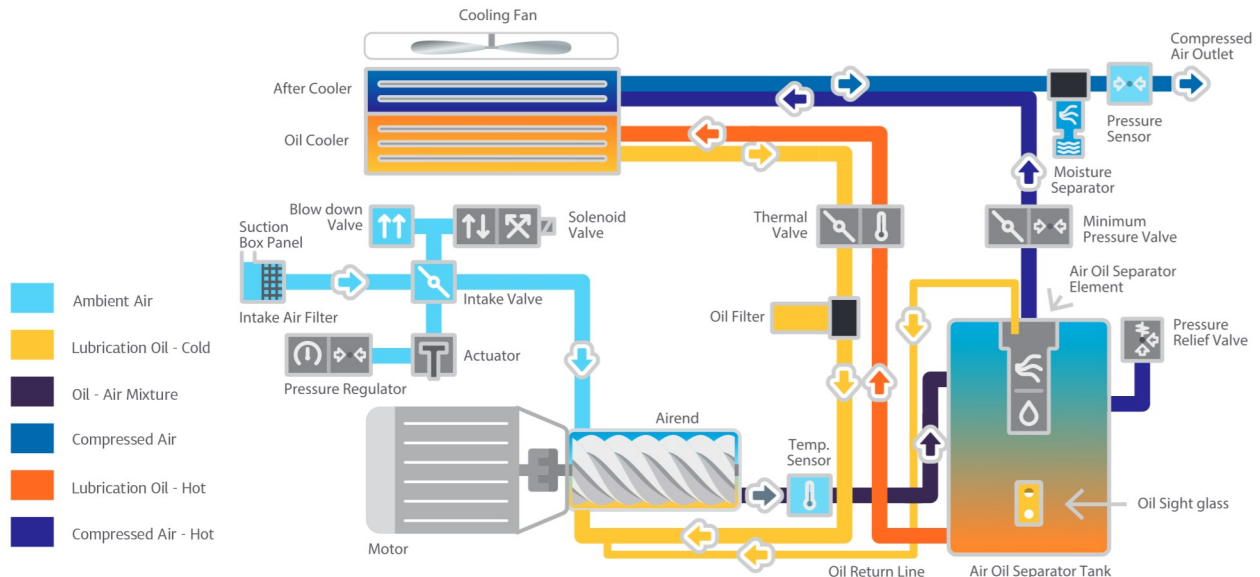 Cooling Fan
Compressed
Air Outlet
After Cooler
Oil Cooler
Pressure
Sensor
Moisture
Separator
Blow down
Valve
Solenoid
Valve
Thermal
Valve
Minimum
Pressure Valve
Suction
Box Panel
Intake Valve
Intake Air Filter
Air Oil Separator
Element
Ambient Air
Oil Filter
Pressure
Relief Valve
Lubrication Oil - Cold
Actuator
Pressure Regulator
Oil - Air Mixture
Airend
Temp.
Sensor
Compressed Air
Lubrication Oil - Hot
Oil Sight glass
Compressed Air - Hot
Motor
Oil Return Line
Air Oil Separator Tank